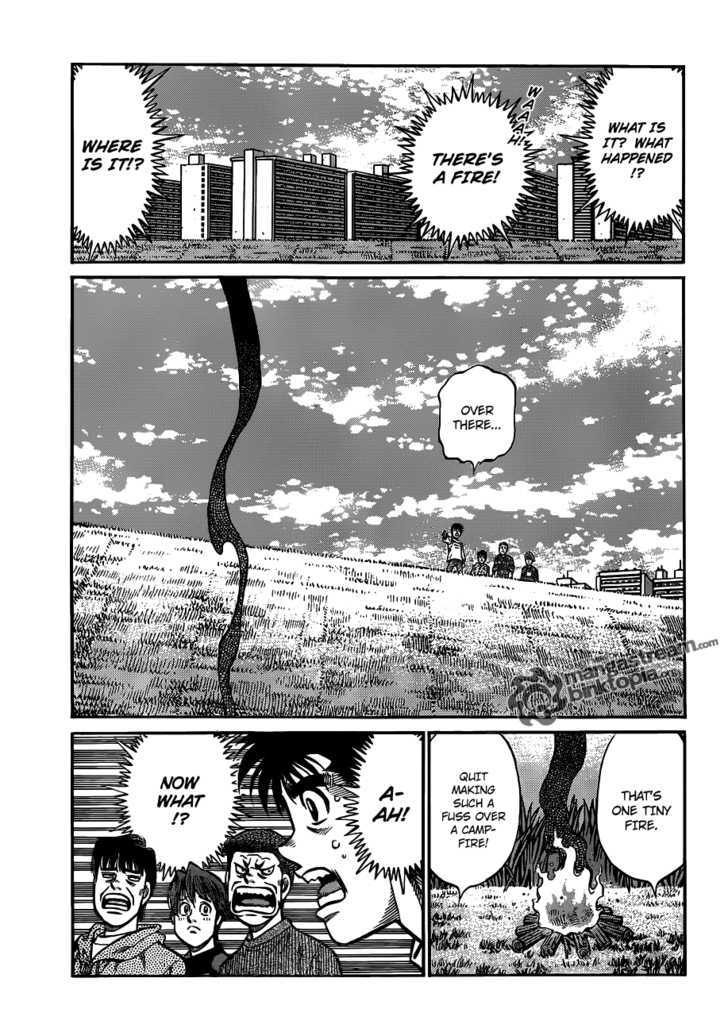 WHAT IS
IT? WHAT
HAPPENED
!?
WAAAH!
THERE'S
A FIRE!
WHERE
IS IT!?
OVER
THERE...
mangastream.com
binktopia.org
THAT'S
ONE TINY
FIRE.
QUIT
MAKING
SUCH A
FUSS OVER
A CAMP-
FIRE!
A-
AH!
NOW
WHAT
!?